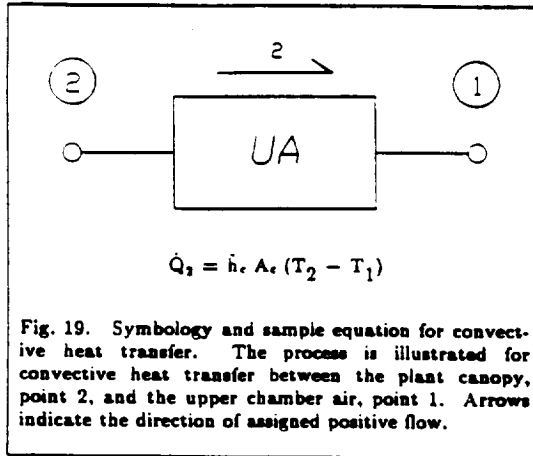 2
2
1
UA
Q̇₂ = ḣ_c A_c (T₂ − T₁)
Fig. 19. Symbology and sample equation for convect-
ive heat transfer. The process is illustrated for
convective heat transfer between the plant canopy,
point 2, and the upper chamber air, point 1. Arrows
indicate the direction of assigned positive flow.